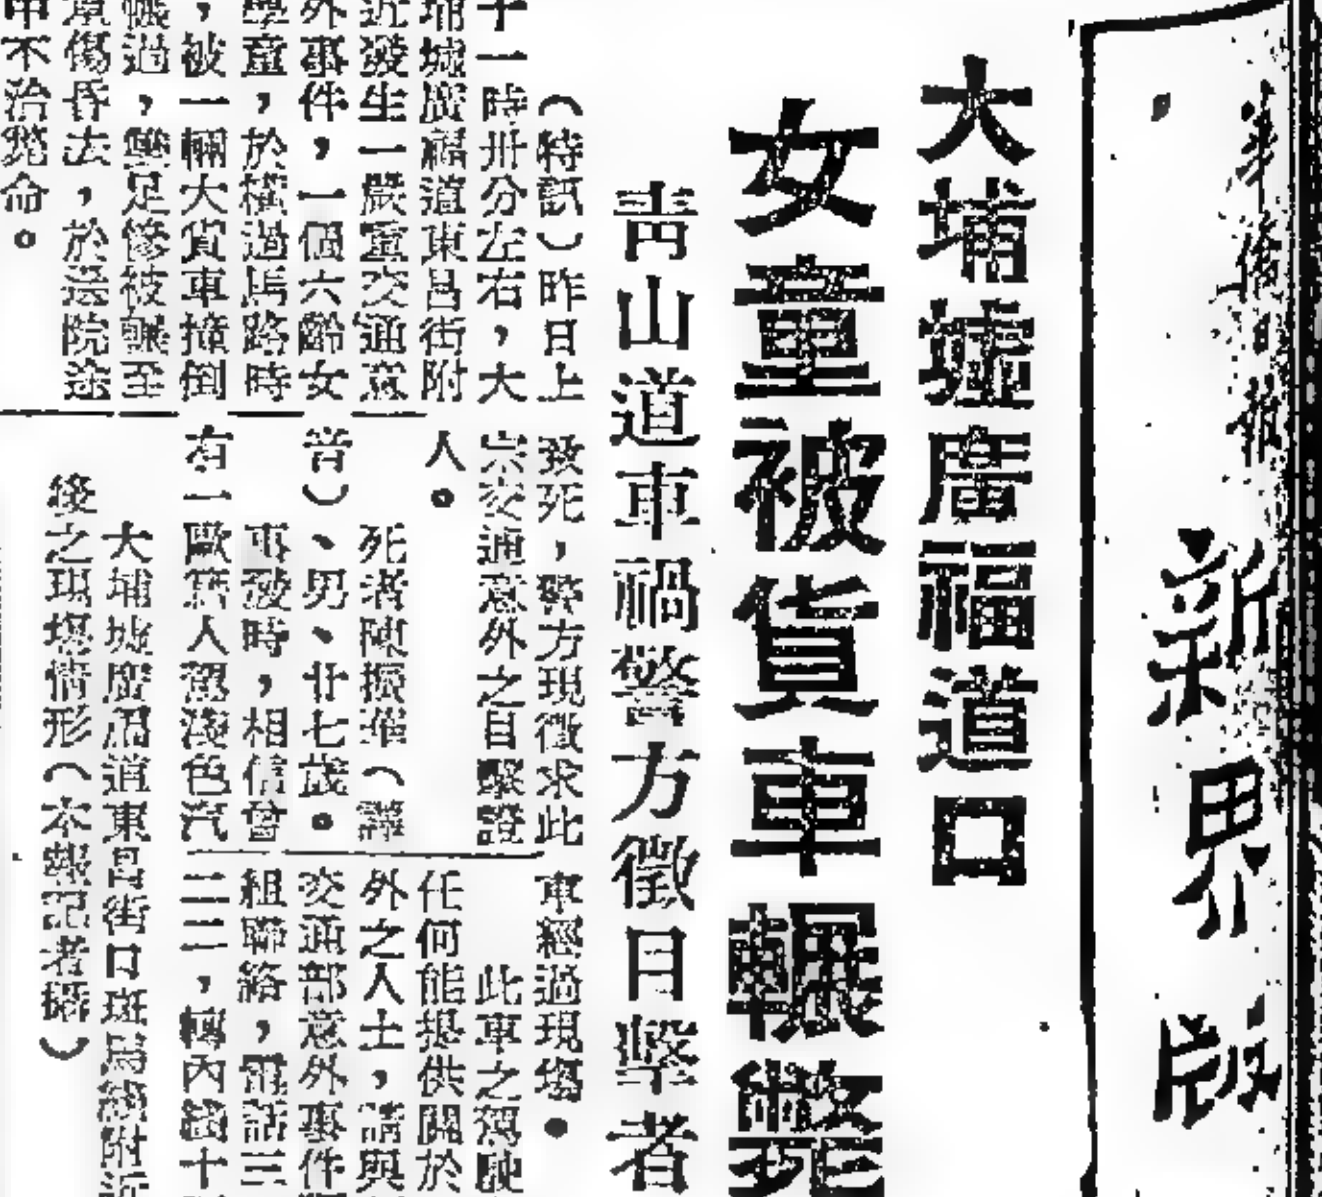 華僑日報
新界版
大埔墟廣福道口
女童被貨車輾斃
青山道車禍警方徵目擊者
（特訊）昨日上
十一時卅分左右，大
埔墟廣福道東昌街附
近發生一嚴重交通意
外事件，一個六齡女
學童，於橫過馬路時
，被一輛大貨車撞倒
輾過，雙足慘被輾至
重傷昏去，於送院途
中不治斃命。
致死，警方現徵求此
宗交通意外之目擊證
人。
死者陳振（譯
音）、男、廿七歲。
事發時，相信曾
有一歐籍人駕淺色汽
車經過現場。
此車之駕駛
任何能提供關於
外之人士，請與
交通部意外事件
組聯絡，電話三
二二，轉內線十
大埔墟廣福道東昌街口斑馬線附近
後之現場情形（本報記者攝）